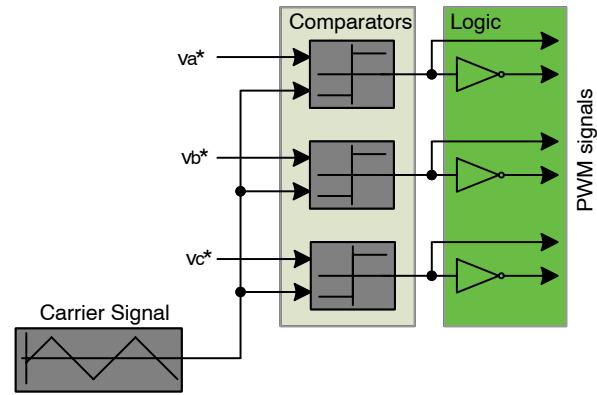 Comparators
Logic
va*
vb*
vc*
PWM signals
Carrier Signal